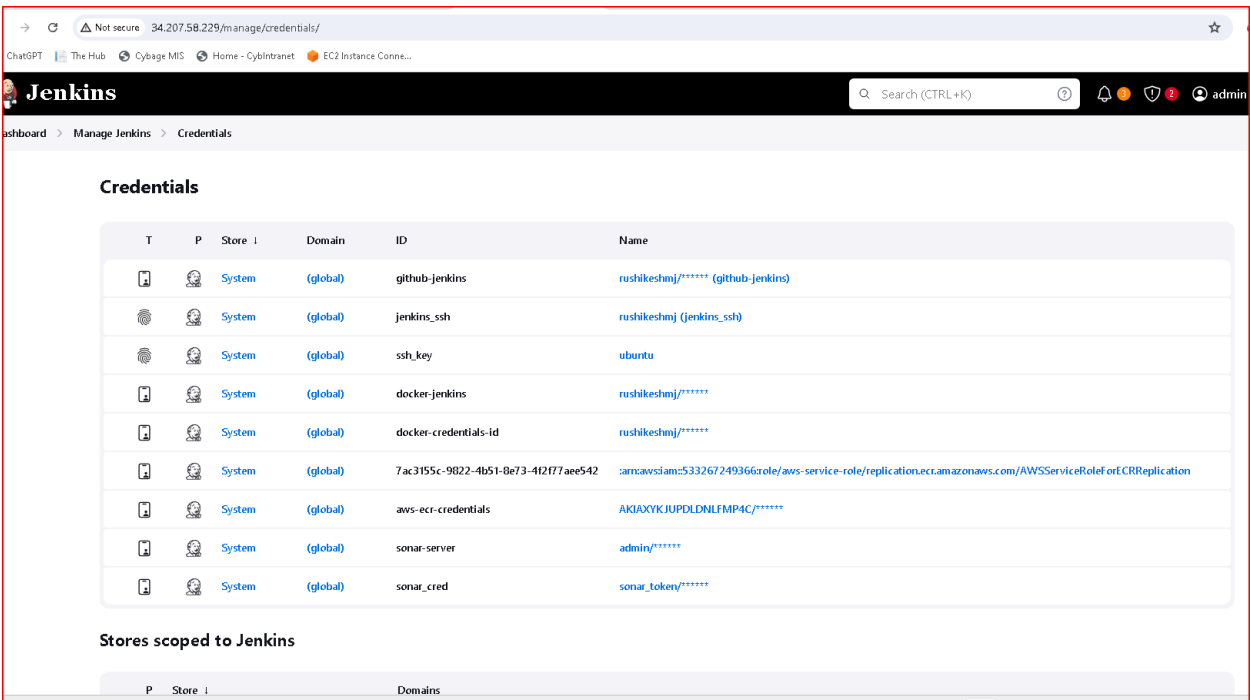 Not secure 34.207.58.229/manage/credentials/
ChatGPT The Hub Cybage MIS Home - CybIntranet EC2 Instance Conne...
Jenkins Search (CTRL+K) 3 2 admin
ashboard > Manage Jenkins > Credentials
Credentials
T P Store ↓ Domain ID Name
System (global) github-jenkins rushikeshmj/****** (github-jenkins)
System (global) jenkins_ssh rushikeshmj (jenkins_ssh)
System (global) ssh_key ubuntu
System (global) docker-jenkins rushikeshmj/******
System (global) docker-credentials-id rushikeshmj/******
System (global) 7ac3155c-9822-4b51-8e73-4f2f77aee542 :arn:aws:iam::533267249366:role/aws-service-role/replication.ecr.amazonaws.com/AWSServiceRoleForECRReplication
System (global) aws-ecr-credentials AKIAXYKJUPDLDNLFMP4C/******
System (global) sonar-server admin/******
System (global) sonar_cred sonar_token/******
Stores scoped to Jenkins
P Store ↓ Domains